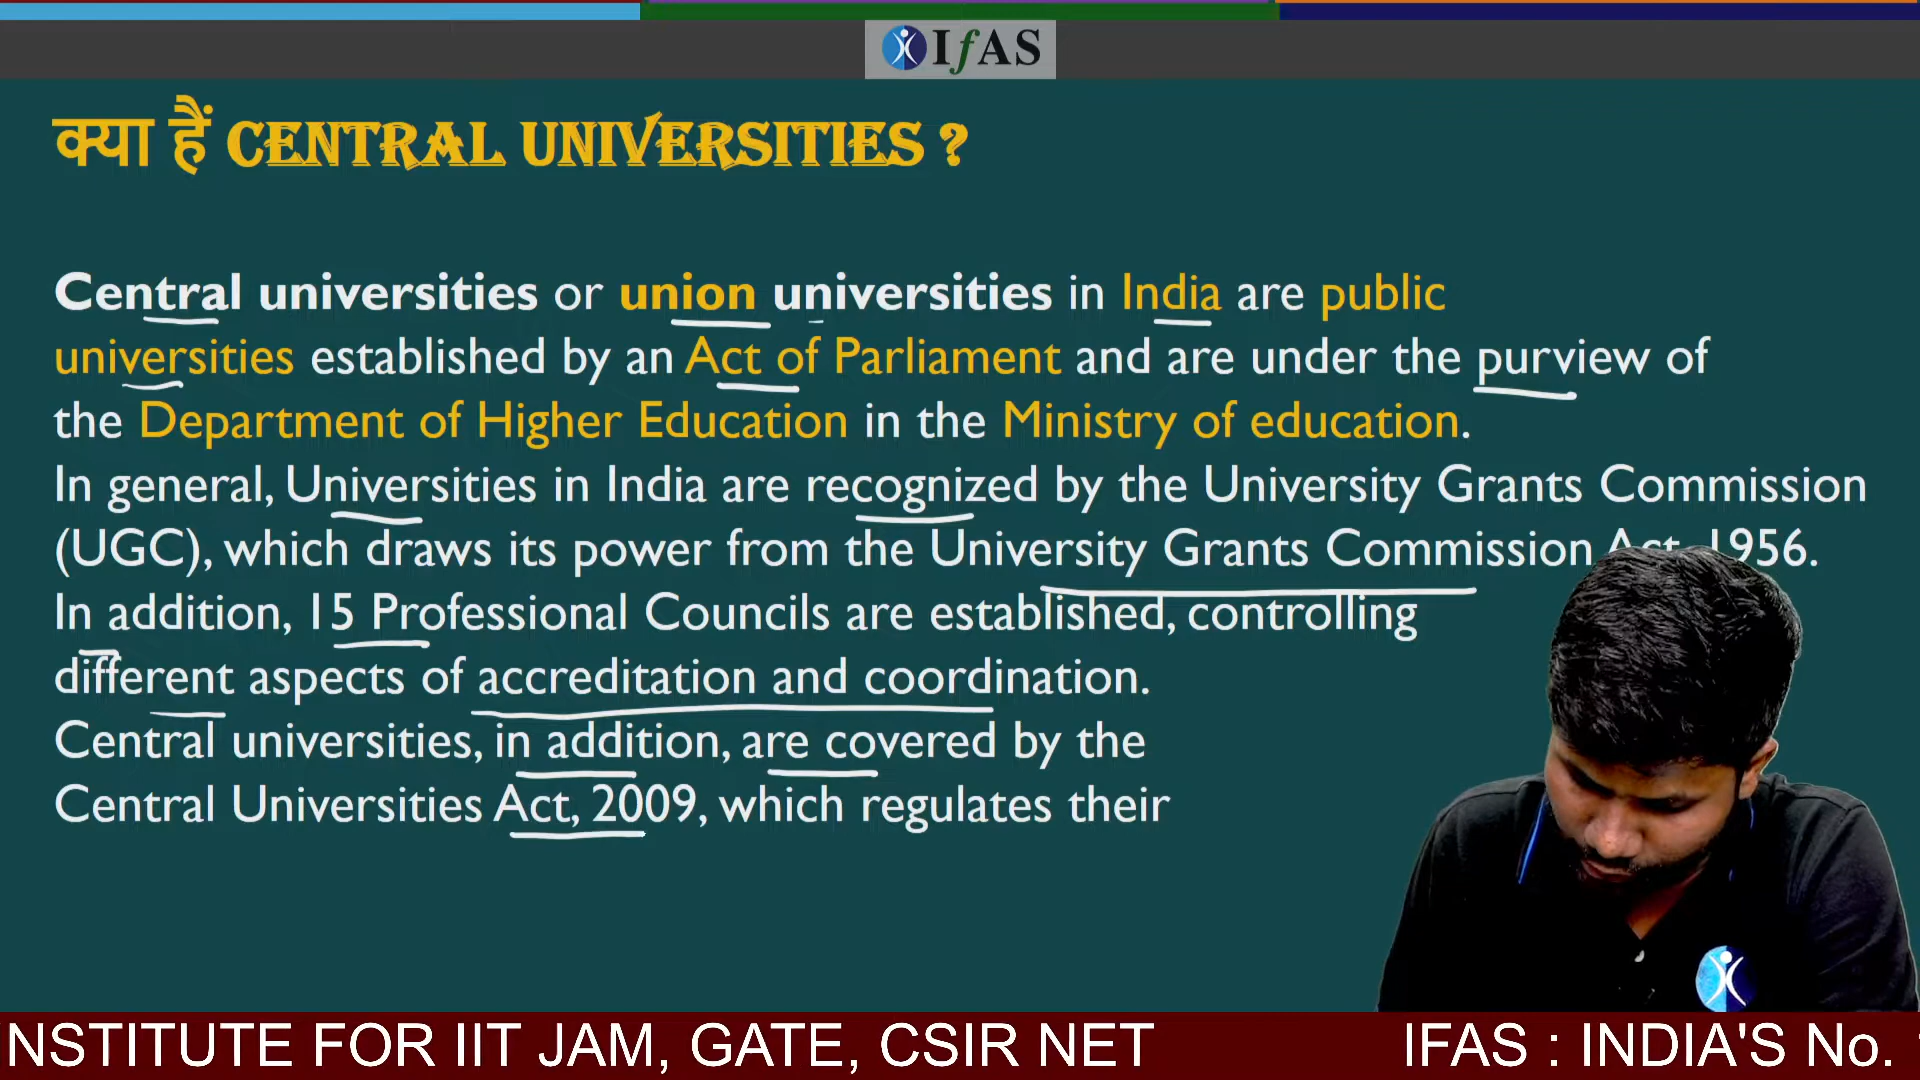 IfAS
क्या हैं CENTRAL UNIVERSITIES ?
Central universities or union universities in India are public
universities established by an Act of Parliament and are under the purview of
the Department of Higher Education in the Ministry of education.
In general, Universities in India are recognized by the University Grants Commission
(UGC), which draws its power from the University Grants Commission Act, 1956.
In addition, 15 Professional Councils are established, controlling
different aspects of accreditation and coordination.
Central universities, in addition, are covered by the
Central Universities Act, 2009, which regulates their
NSTITUTE FOR IIT JAM, GATE, CSIR NET IFAS : INDIA'S No.